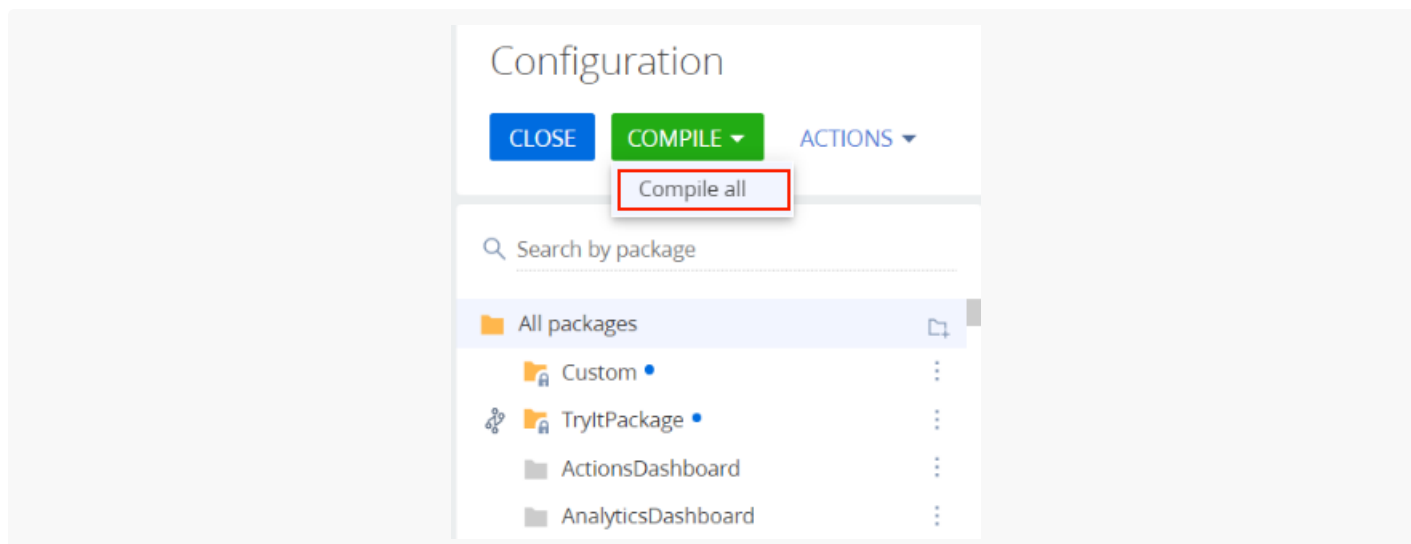 Configuration
CLOSE COMPILE ACTIONS
Compile all
Search by package
All packages
Custom
TryItPackage
ActionsDashboard
AnalyticsDashboard